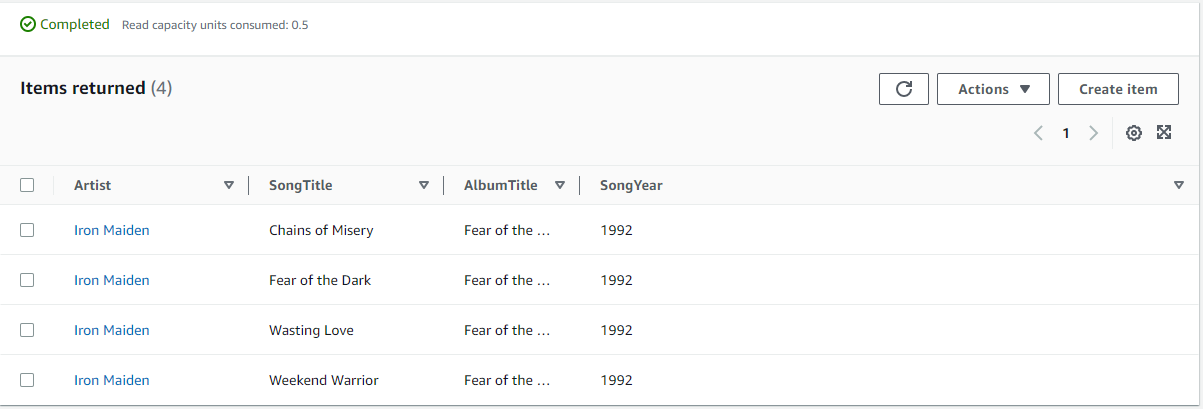 Completed Read capacity units consumed: 0.5
Items returned (4)
Actions Create item
1
Artist SongTitle AlbumTitle SongYear
Iron Maiden Chains of Misery Fear of the ... 1992
Iron Maiden Fear of the Dark Fear of the ... 1992
Iron Maiden Wasting Love Fear of the ... 1992
Iron Maiden Weekend Warrior Fear of the ... 1992